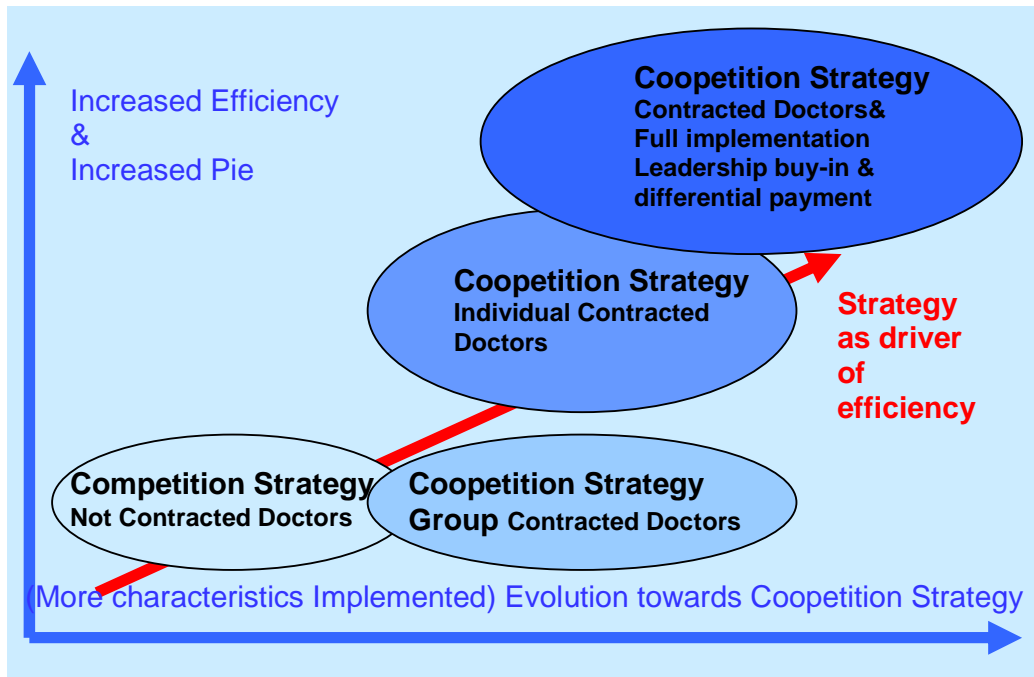 Increased Efficiency
&
Increased Pie
Coopetition Strategy
Contracted Doctors&
Full implementation
Leadership buy-in &
differential payment
Coopetition Strategy
Individual Contracted
Doctors
Strategy
as driver
of
efficiency
Competition Strategy
Not Contracted Doctors
Coopetition Strategy
Group Contracted Doctors
(More characteristics Implemented) Evolution towards Coopetition Strategy